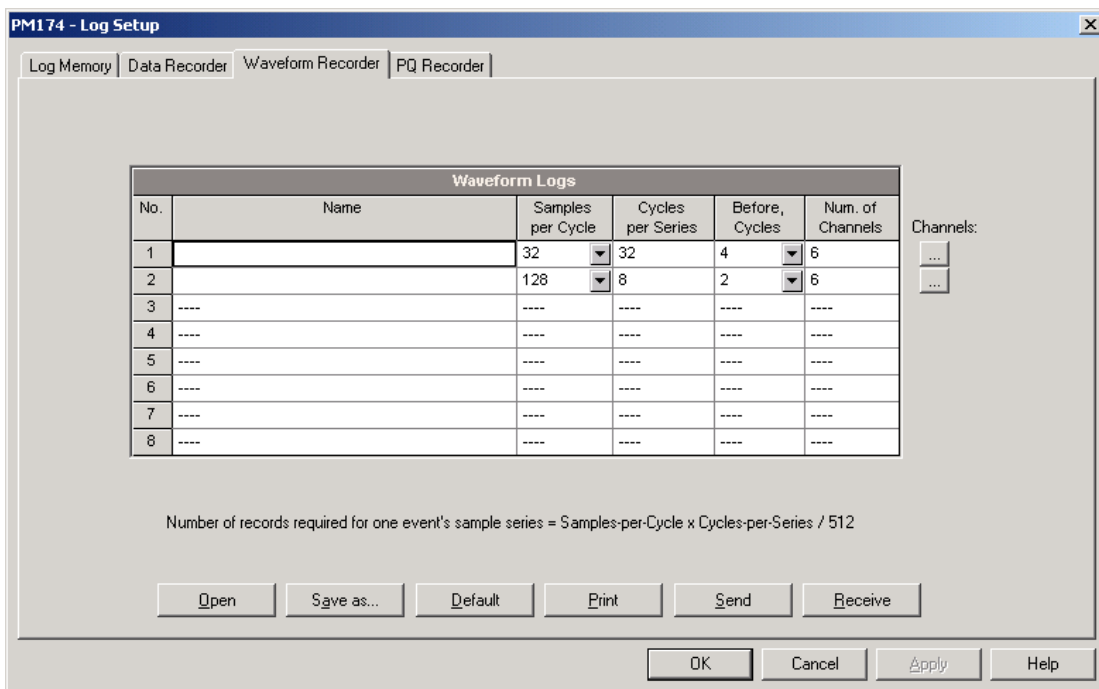 PM174 - Log Setup
Log Memory Data Recorder Waveform Recorder PQ Recorder
Waveform Logs
No. Name Samples per Cycle Cycles per Series Before, Cycles Num. of Channels Channels:
1 32 32 4 6 ...
2 128 8 2 6 ...
3 ---- ---- ---- ---- ----
4 ---- ---- ---- ---- ----
5 ---- ---- ---- ---- ----
6 ---- ---- ---- ---- ----
7 ---- ---- ---- ---- ----
8 ---- ---- ---- ---- ----
Number of records required for one event's sample series = Samples-per-Cycle x Cycles-per-Series / 512
Open Save as... Default Print Send Receive
OK Cancel Apply Help